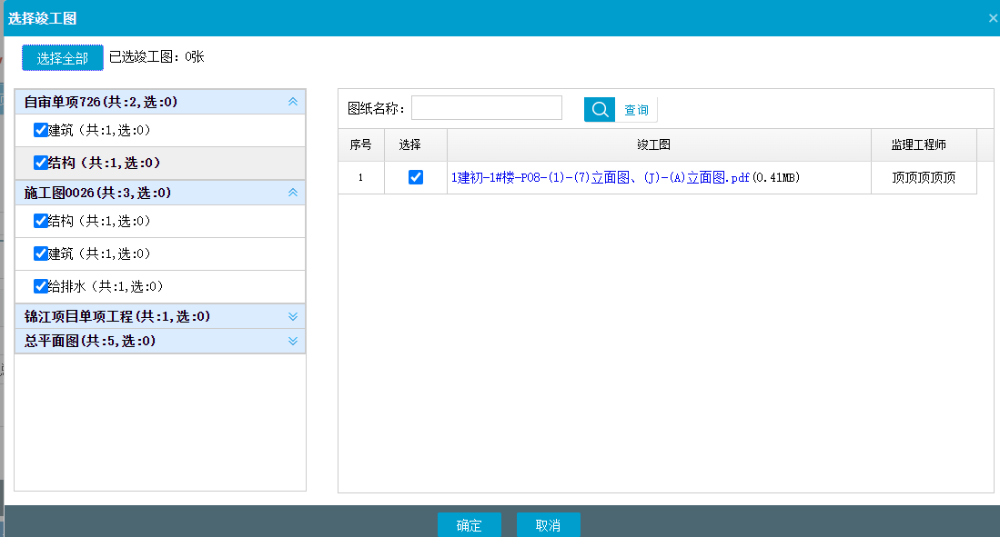 选择竣工图
选择全部 已选竣工图：0张
自审单项726(共:2,选:0)
建筑（共:1,选:0）
结构（共:1,选:0）
施工图0026(共:3,选:0)
结构（共:1,选:0）
建筑（共:1,选:0）
给排水（共:1,选:0）
锦江项目单项工程(共:1,选:0)
总平面图(共:5,选:0)
图纸名称： 查询
序号 选择 竣工图 监理工程师
1 1建初-1#楼-P08-(1)-(7)立面图、(J)-(A)立面图.pdf(0.41MB) 顶顶顶顶顶
确定 取消